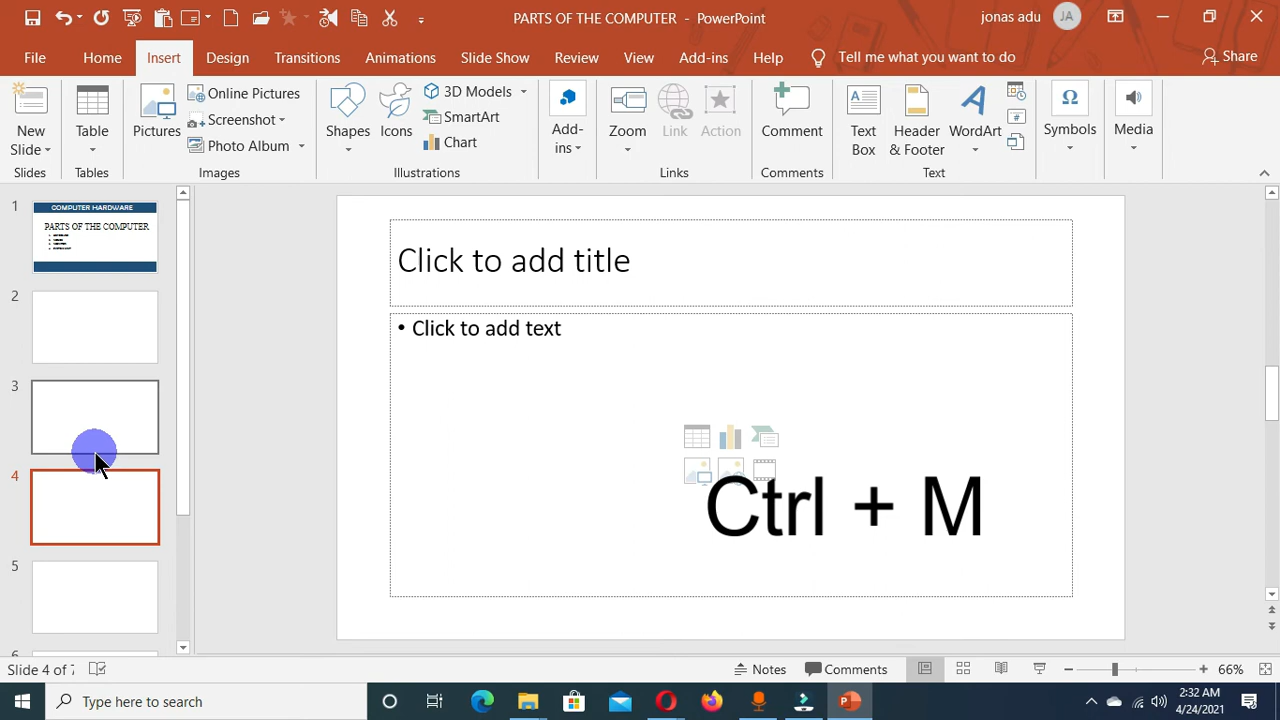 PARTS OF THE COMPUTER - PowerPoint
jonas adu
JA
File
Home
Insert
Design
Transitions
Slide Show
Animations
Review
View
Add-ins
Help
Tell me what you want to do
Share
New
Slide
Table
Pictures
Online Pictures
Screenshot
Photo Album
Shapes
Icons
3D Models
SmartArt
Chart
Add-
ins
Zoom
Link
Action
Comment
Text
Box
Header
& Footer
WordArt
Symbols
Media
Slides
Tables
Images
Illustrations
Links
Comments
Text
1
COMPUTER HARDWARE
PARTS OF THE COMPUTER
2
3
4
5
6
Click to add title
• Click to add text
Ctrl + M
Slide 4 of 7
Notes
Comments
66%
Type here to search
2:32 AM
4/24/2021